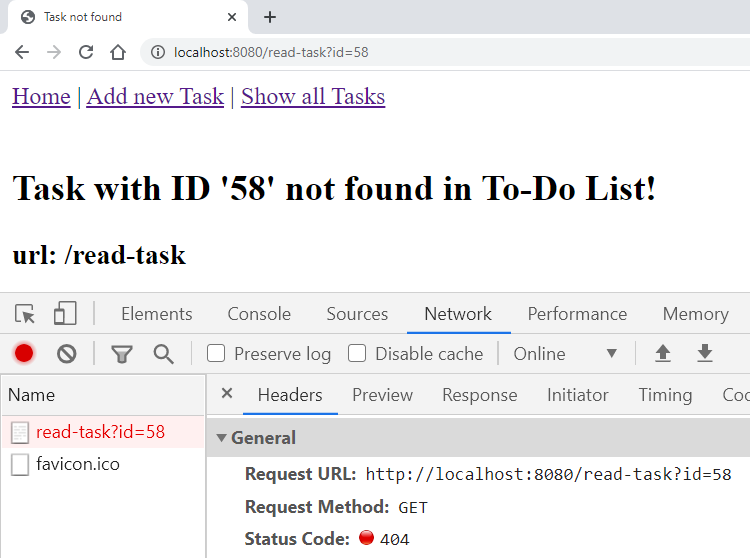 Task not found
localhost:8080/read-task?id=58
Home | Add new Task | Show all Tasks
Task with ID '58' not found in To-Do List!
url: /read-task
Elements Console Sources Network Performance Memory
Preserve log Disable cache Online
Name
Headers Preview Response Initiator Timing Coo
read-task?id=58
General
favicon.ico
Request URL: http://localhost:8080/read-task?id=58
Request Method: GET
Status Code: 404